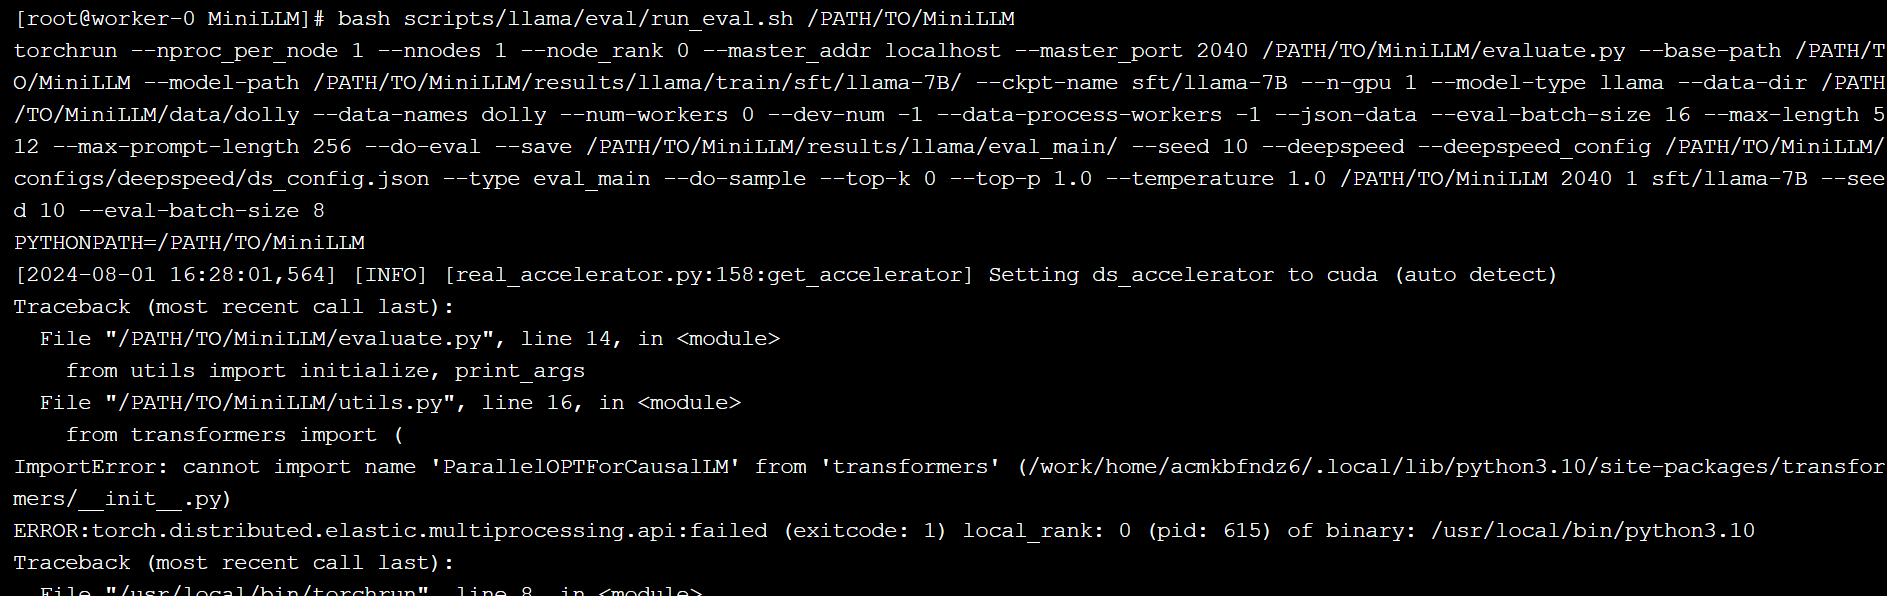 [root@worker-0 MiniLLM]# bash scripts/llama/eval/run_eval.sh /PATH/TO/MiniLLM
torchrun --nproc_per_node 1 --nnodes 1 --node_rank 0 --master_addr localhost --master_port 2040 /PATH/TO/MiniLLM/evaluate.py --base-path /PATH/T
O/MiniLLM --model-path /PATH/TO/MiniLLM/results/llama/train/sft/llama-7B/ --ckpt-name sft/llama-7B --n-gpu 1 --model-type llama --data-dir /PATH
/TO/MiniLLM/data/dolly --data-names dolly --num-workers 0 --dev-num -1 --data-process-workers -1 --json-data --eval-batch-size 16 --max-length 5
12 --max-prompt-length 256 --do-eval --save /PATH/TO/MiniLLM/results/llama/eval_main/ --seed 10 --deepspeed --deepspeed_config /PATH/TO/MiniLLM/
configs/deepspeed/ds_config.json --type eval_main --do-sample --top-k 0 --top-p 1.0 --temperature 1.0 /PATH/TO/MiniLLM 2040 1 sft/llama-7B --see
d 10 --eval-batch-size 8
PYTHONPATH=/PATH/TO/MiniLLM
[2024-08-01 16:28:01,564] [INFO] [real_accelerator.py:158:get_accelerator] Setting ds_accelerator to cuda (auto detect)
Traceback (most recent call last):
  File "/PATH/TO/MiniLLM/evaluate.py", line 14, in <module>
    from utils import initialize, print_args
  File "/PATH/TO/MiniLLM/utils.py", line 16, in <module>
    from transformers import (
ImportError: cannot import name 'ParallelOPTForCausalLM' from 'transformers' (/work/home/acmkbfndz6/.local/lib/python3.10/site-packages/transfor
mers/__init__.py)
ERROR:torch.distributed.elastic.multiprocessing.api:failed (exitcode: 1) local_rank: 0 (pid: 615) of binary: /usr/local/bin/python3.10
Traceback (most recent call last):
  File "/usr/local/bin/torchrun", line 8, in <module>